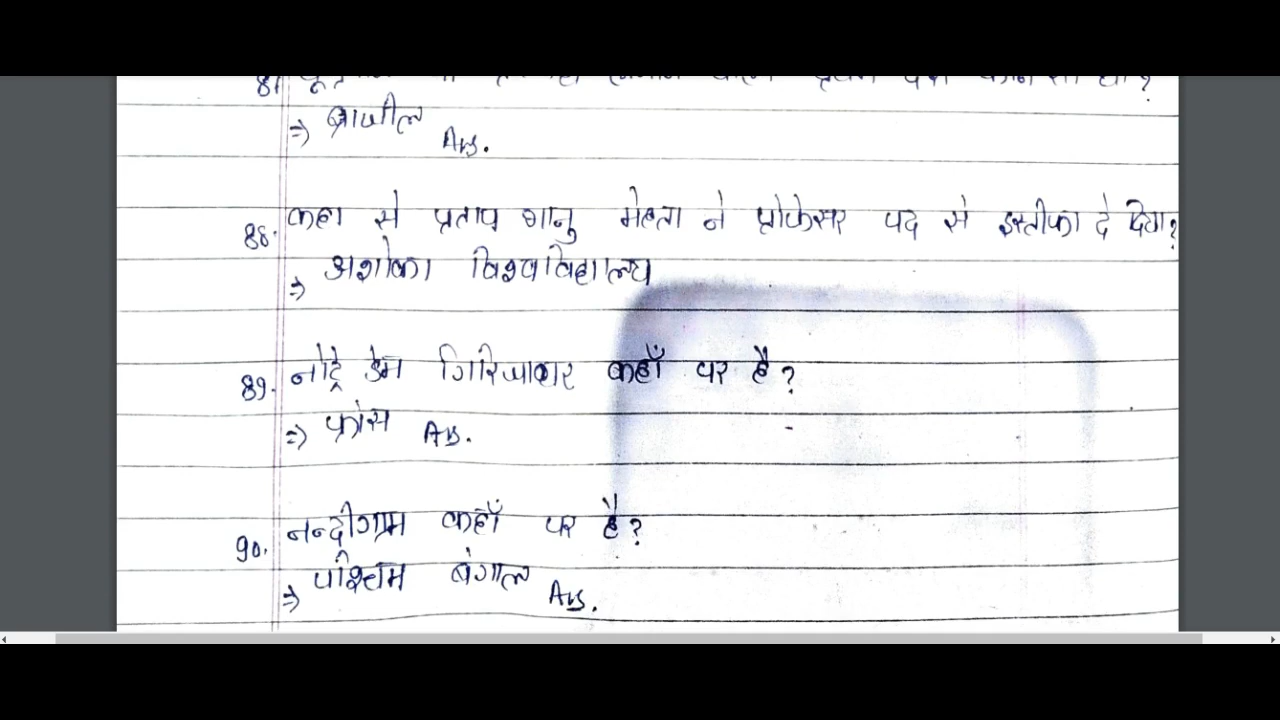 ⇒ ब्राजील Ans.
88. कहा से प्रताप भानु मेहता ने प्रोफेसर पद से इस्तीफा दे दिया?
⇒ अशोका विश्वविद्यालय
89. नोट्रे डेम गिरिजाघर कहाँ पर है?
⇒ फ्रांस Ans.
90. नन्दीग्राम कहाँ पर है?
⇒ पश्चिम बंगाल Ans.